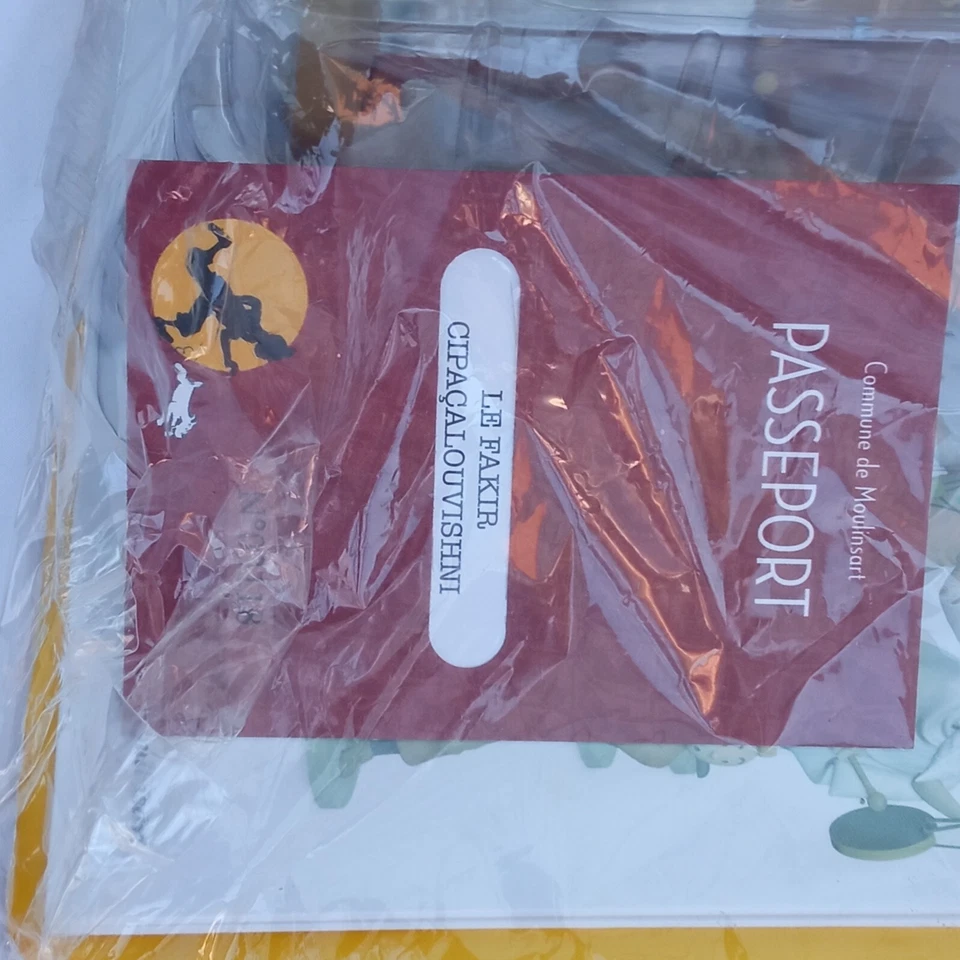 Commune de Moulinsart
PASSEPORT
LE FAKIR
CIPAÇALOUVISHNI